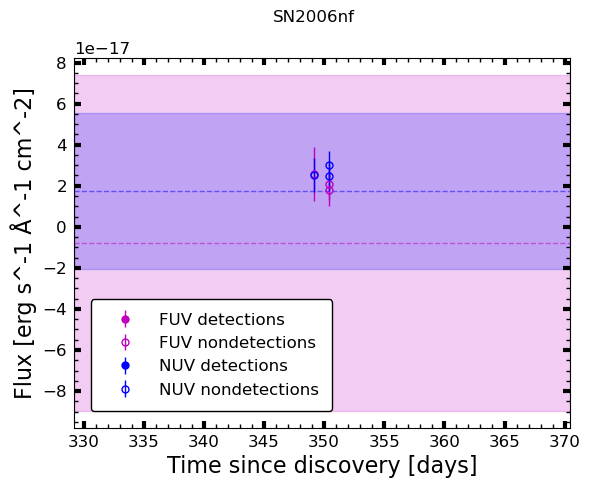 SN2006nf
1e−17
8
6
4
2
0
−2
−4
−6
−8
Flux [erg s^-1 Å^-1 cm^-2]
FUV detections
FUV nondetections
NUV detections
NUV nondetections
330 335 340 345 350 355 360 365 370
Time since discovery [days]